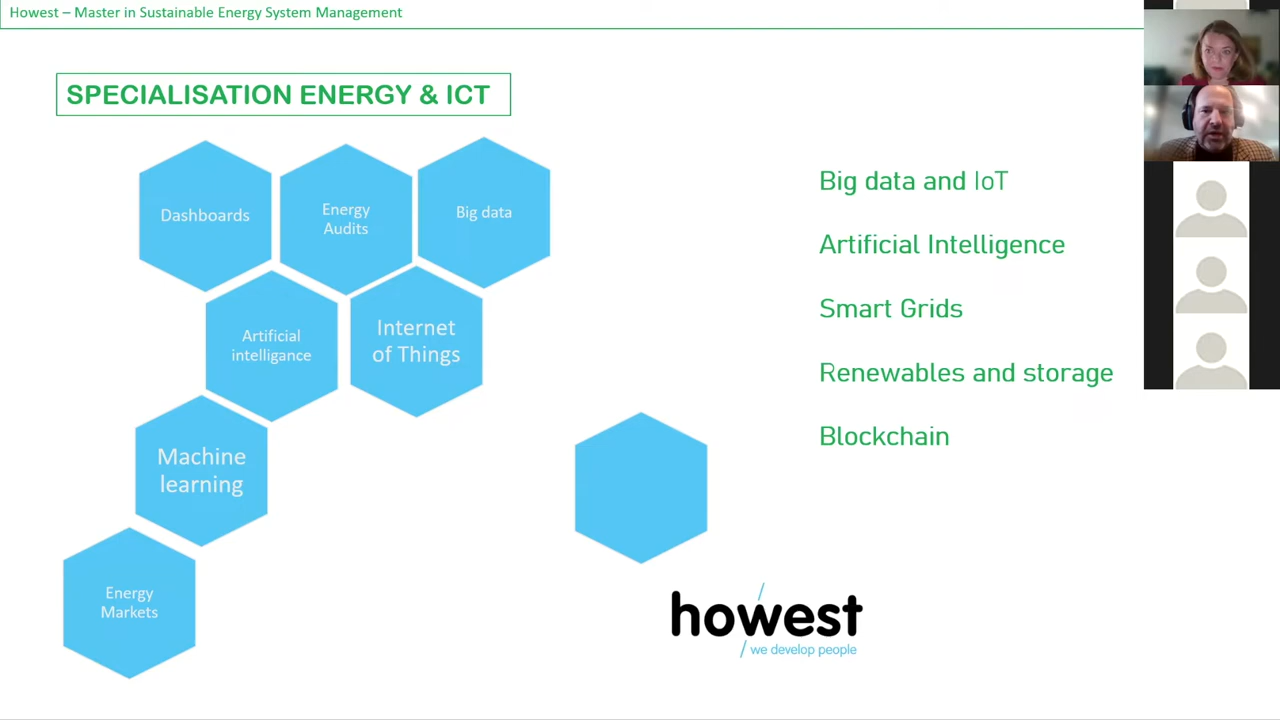 Howest – Master in Sustainable Energy System Management
SPECIALISATION ENERGY & ICT
Dashboards
Energy
Audits
Big data
Artificial
intelligance
Internet
of Things
Machine
learning
Energy
Markets
Big data and IoT
Artificial Intelligence
Smart Grids
Renewables and storage
Blockchain
howest
we develop people